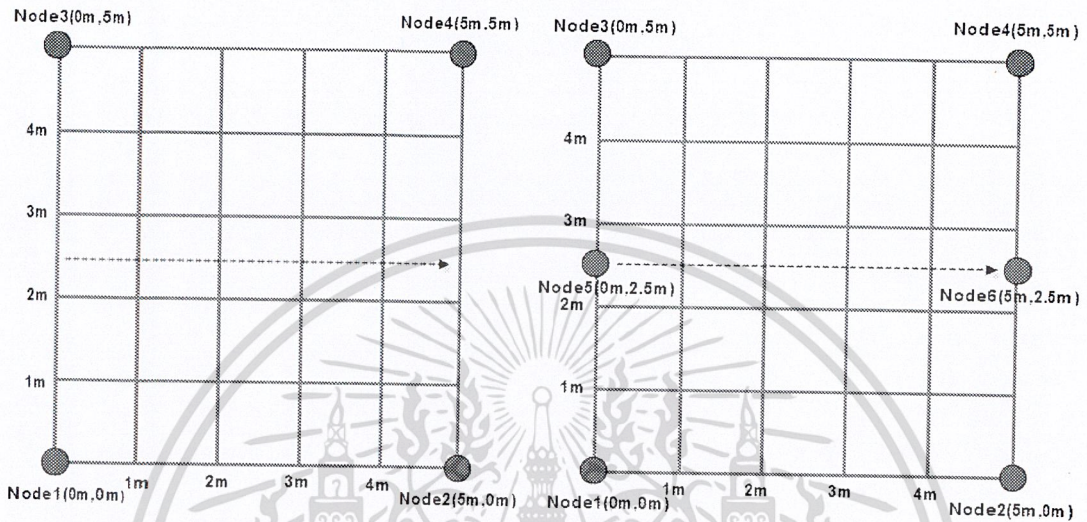 Node3(0m,5m)
Node4(5m.5m)
4m
3m
2m
1m
Node1(0m,0m)
1m
2m
3m
4m
Node2(5m.0m)
Node3(0m,5m)
Node4(5m,5m)
4m
3m
Node5(0m,2.5m)
Node6(5m,2.5m)
2m
1m
Node1(0m,0m)
1m
2m
3m
4m
Node2(5m.0m)